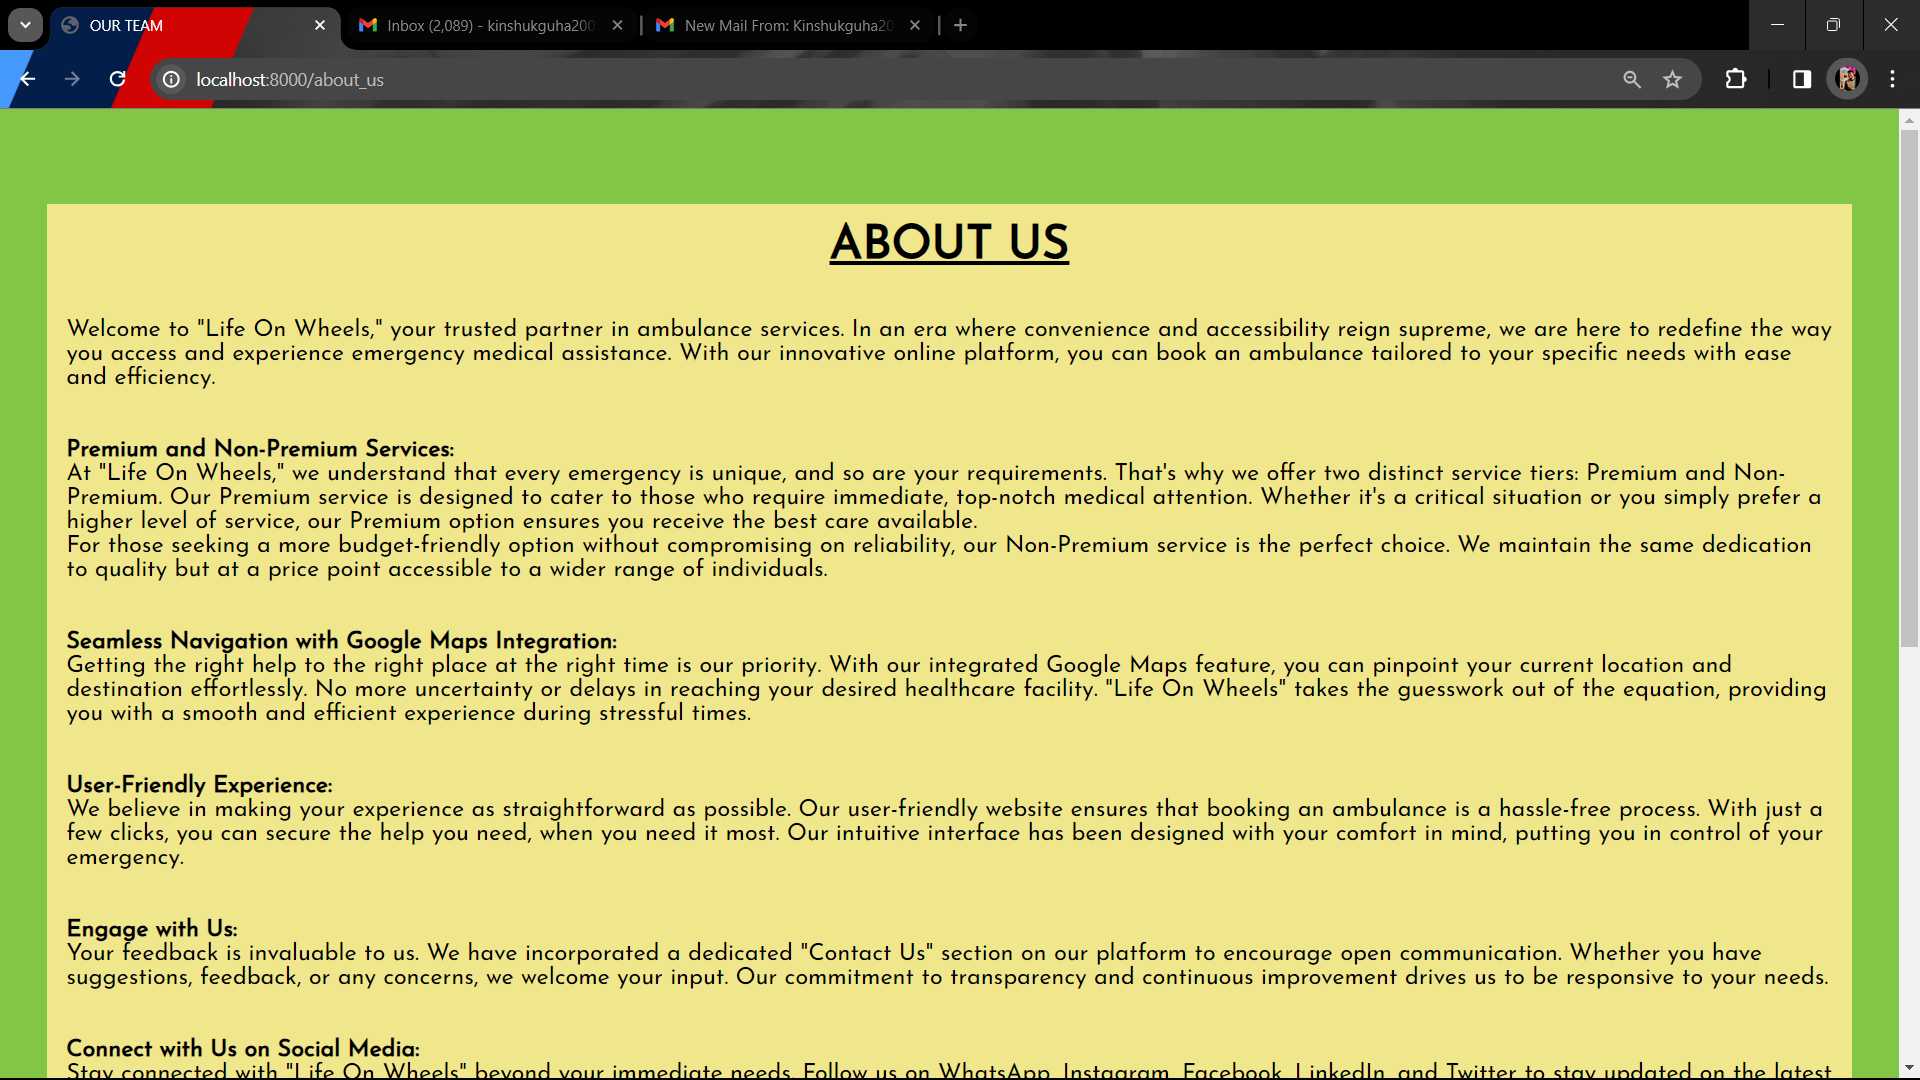 OUR TEAM
Inbox (2,089) - kinshukguha200
New Mail From: Kinshukguha20
localhost:8000/about_us
ABOUT US
Welcome to "Life On Wheels," your trusted partner in ambulance services. In an era where convenience and accessibility reign supreme, we are here to redefine the way
you access and experience emergency medical assistance. With our innovative online platform, you can book an ambulance tailored to your specific needs with ease
and efficiency.
Premium and Non-Premium Services:
At "Life On Wheels," we understand that every emergency is unique, and so are your requirements. That's why we offer two distinct service tiers: Premium and Non-
Premium. Our Premium service is designed to cater to those who require immediate, top-notch medical attention. Whether it's a critical situation or you simply prefer a
higher level of service, our Premium option ensures you receive the best care available.
For those seeking a more budget-friendly option without compromising on reliability, our Non-Premium service is the perfect choice. We maintain the same dedication
to quality but at a price point accessible to a wider range of individuals.
Seamless Navigation with Google Maps Integration:
Getting the right help to the right place at the right time is our priority. With our integrated Google Maps feature, you can pinpoint your current location and
destination effortlessly. No more uncertainty or delays in reaching your desired healthcare facility. "Life On Wheels" takes the guesswork out of the equation, providing
you with a smooth and efficient experience during stressful times.
User-Friendly Experience:
We believe in making your experience as straightforward as possible. Our user-friendly website ensures that booking an ambulance is a hassle-free process. With just a
few clicks, you can secure the help you need, when you need it most. Our intuitive interface has been designed with your comfort in mind, putting you in control of your
emergency.
Engage with Us:
Your feedback is invaluable to us. We have incorporated a dedicated "Contact Us" section on our platform to encourage open communication. Whether you have
suggestions, feedback, or any concerns, we welcome your input. Our commitment to transparency and continuous improvement drives us to be responsive to your needs.
Connect with Us on Social Media:
Stay connected with "Life On Wheels" beyond your immediate needs. Follow us on WhatsApp, Instagram, Facebook, LinkedIn, and Twitter to stay updated on the latest